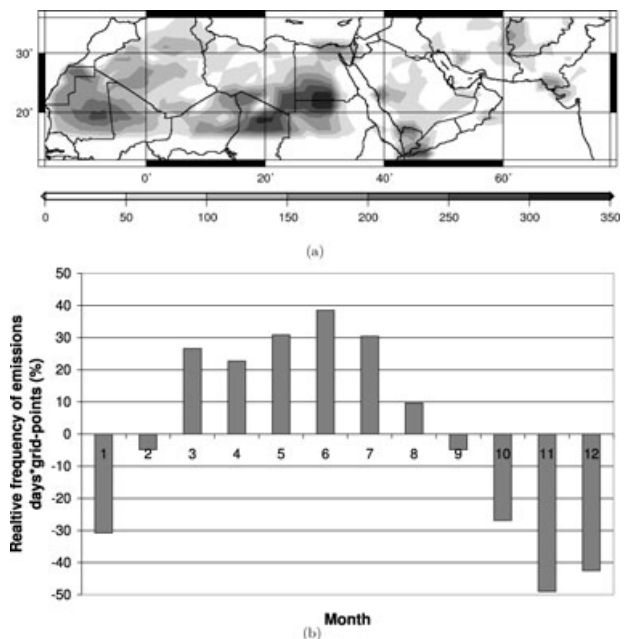 30˚
20˚
0˚ 20˚ 40˚ 60˚
0 50 100 150 200 250 300 350
(a)
Realtive frequency of emissions
days*grid-points (%)
50
40
30
20
10
0
-10
-20
-30
-40
-50
1 2 3 4 5 6 7 8 9 10 11 12
Month
(b)